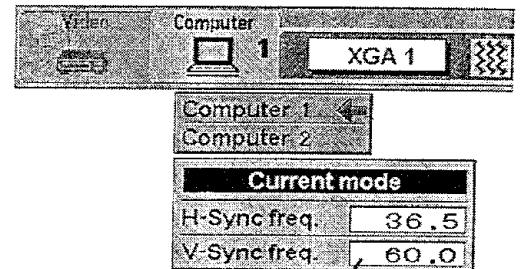 Video Computer
1 XGA 1
Computer 1
Computer 2
Current mode
H-Sync freq. 36.5
V-Sync freq. 60.0